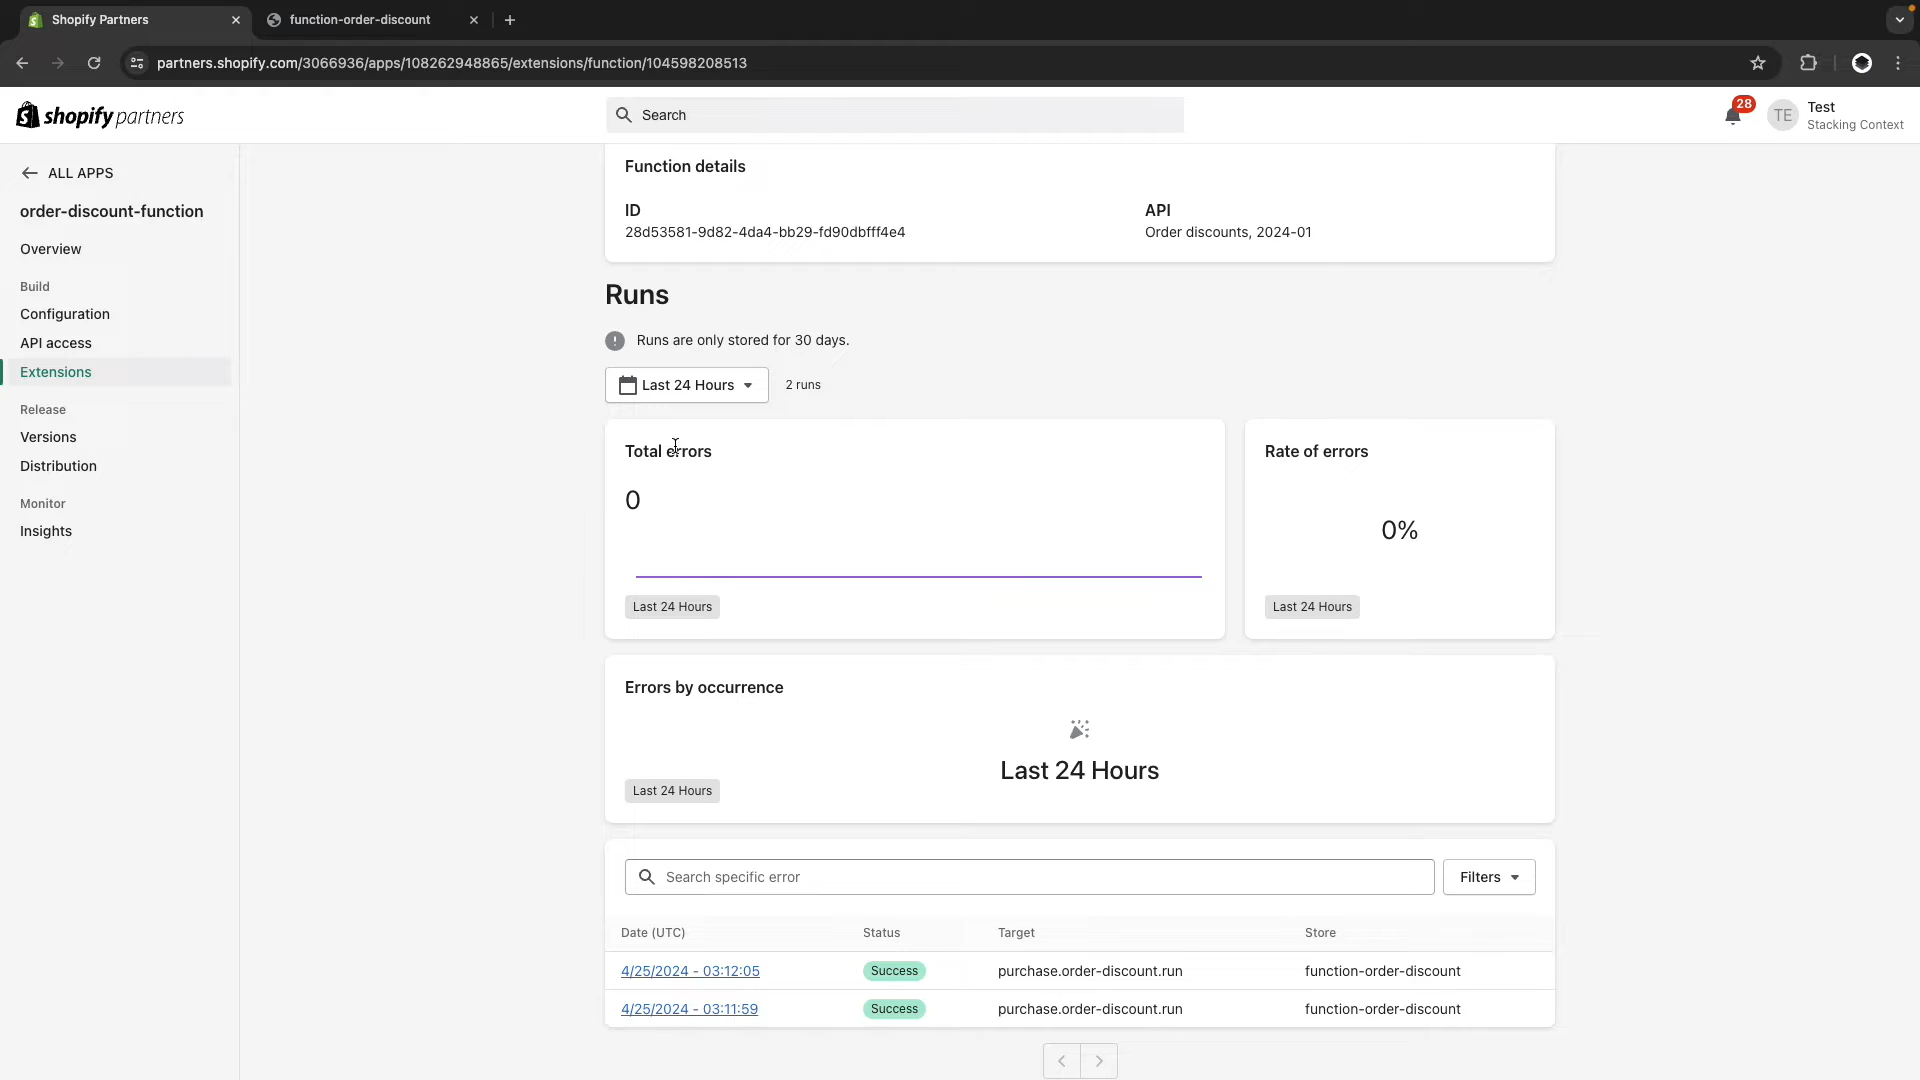 Shopify Partners
function-order-discount
partners.shopify.com/3066936/apps/108262948865/extensions/function/104598208513
shopify partners
Search
28
TE
Test
Stacking Context
ALL APPS
order-discount-function
Overview
Build
Configuration
API access
Extensions
Release
Versions
Distribution
Monitor
Insights
Function details
ID
API
28d53581-9d82-4da4-bb29-fd90dbfff4e4
Order discounts, 2024-01
Runs
Runs are only stored for 30 days.
Last 24 Hours
2 runs
Total errors
0
Last 24 Hours
Rate of errors
0%
Last 24 Hours
Errors by occurrence
Last 24 Hours
Last 24 Hours
Search specific error
Filters
Date (UTC) Status Target Store
4/25/2024 - 03:12:05 Success purchase.order-discount.run function-order-discount
4/25/2024 - 03:11:59 Success purchase.order-discount.run function-order-discount